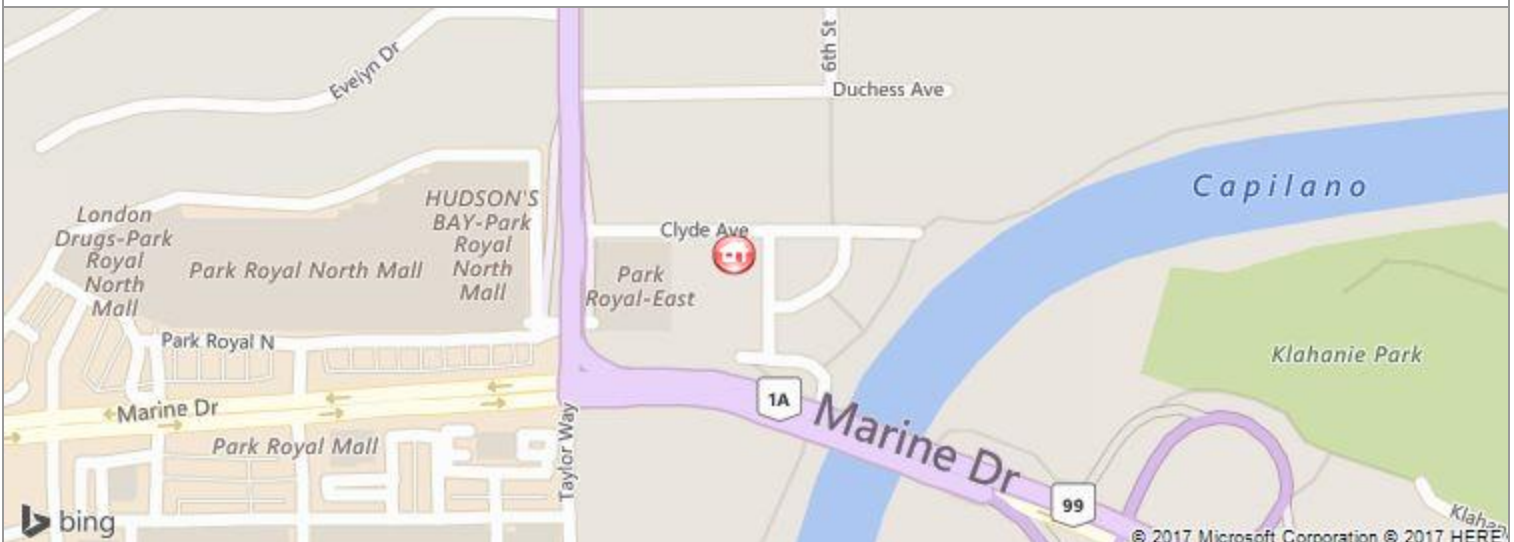 6th St
Evelyn Dr
Duchess Ave
Capilano
London
Drugs-Park
Royal
North
Mall
Park Royal North Mall
HUDSON'S
BAY-Park
Royal
North
Mall
Clyde Ave
Park
Royal-East
Park Royal N
Klahanie Park
Marine Dr
1A
Marine Dr
Park Royal Mall
Taylor Way
99
bing
© 2017 Microsoft Corporation © 2017 HERE